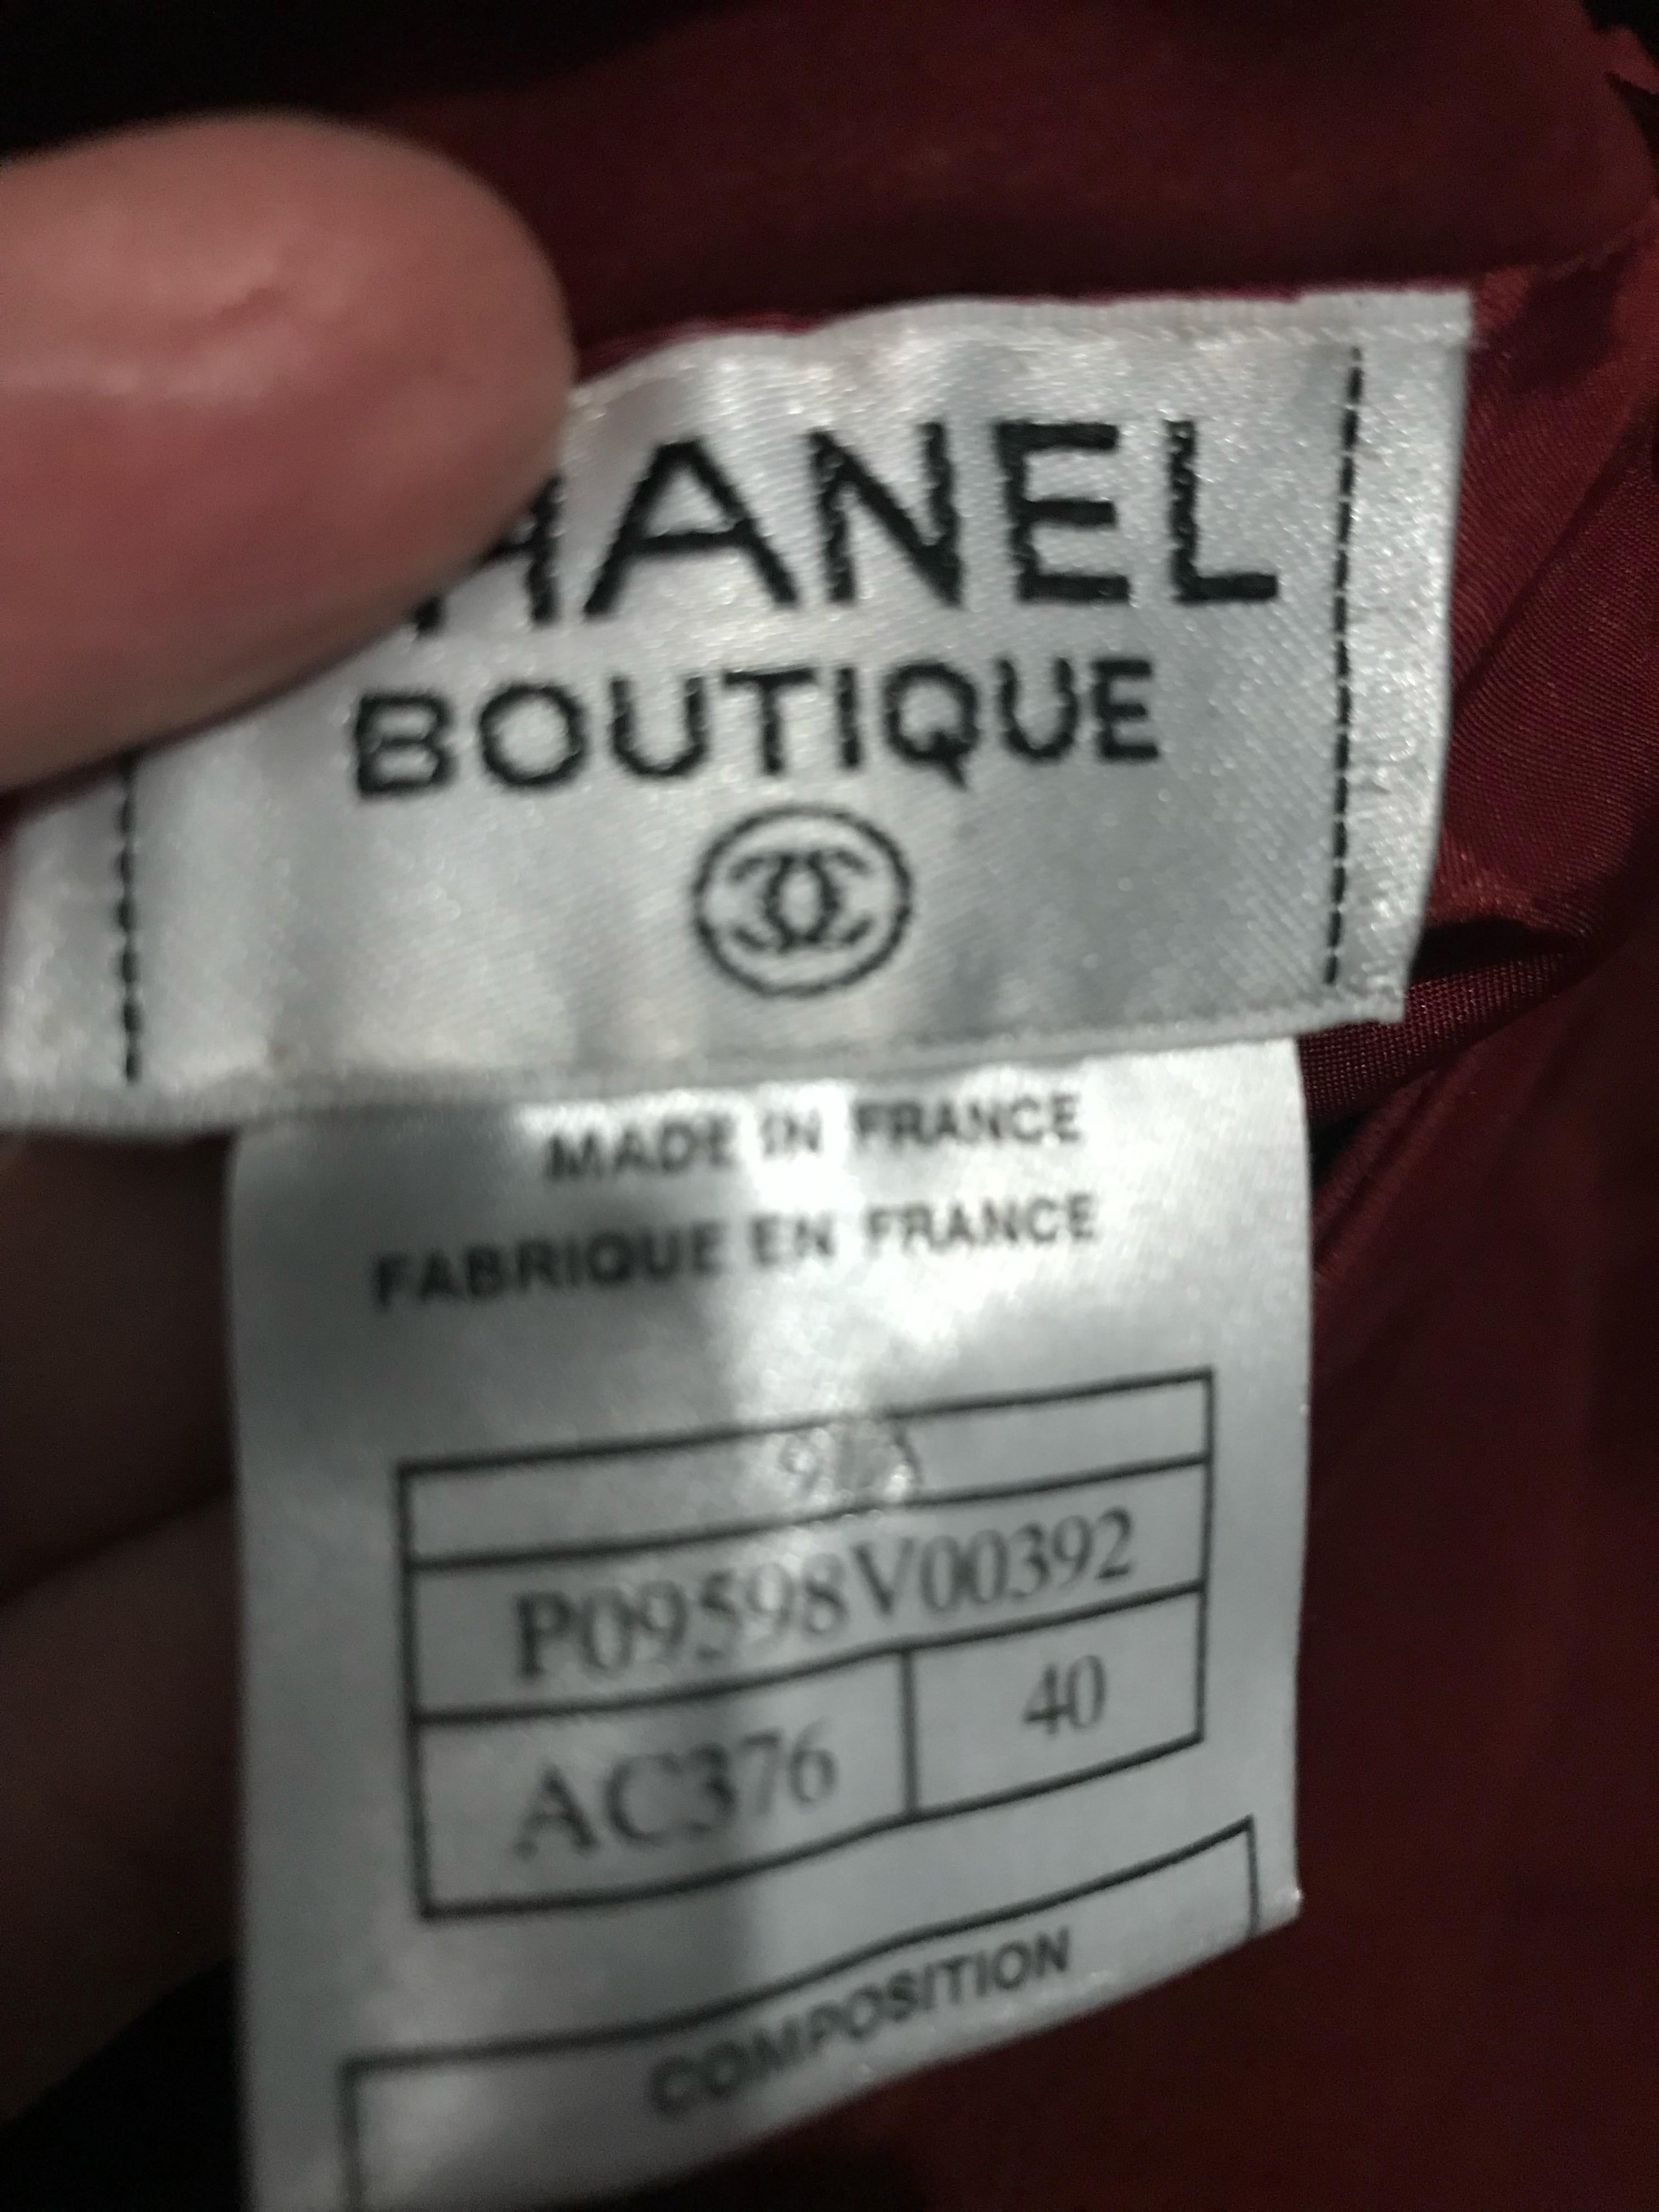 HANEL
BOUTIQUE
MADE IN FRANCE
FABRIQUE EN FRANCE
P09598V00392
AC376 40
COMPOSITION